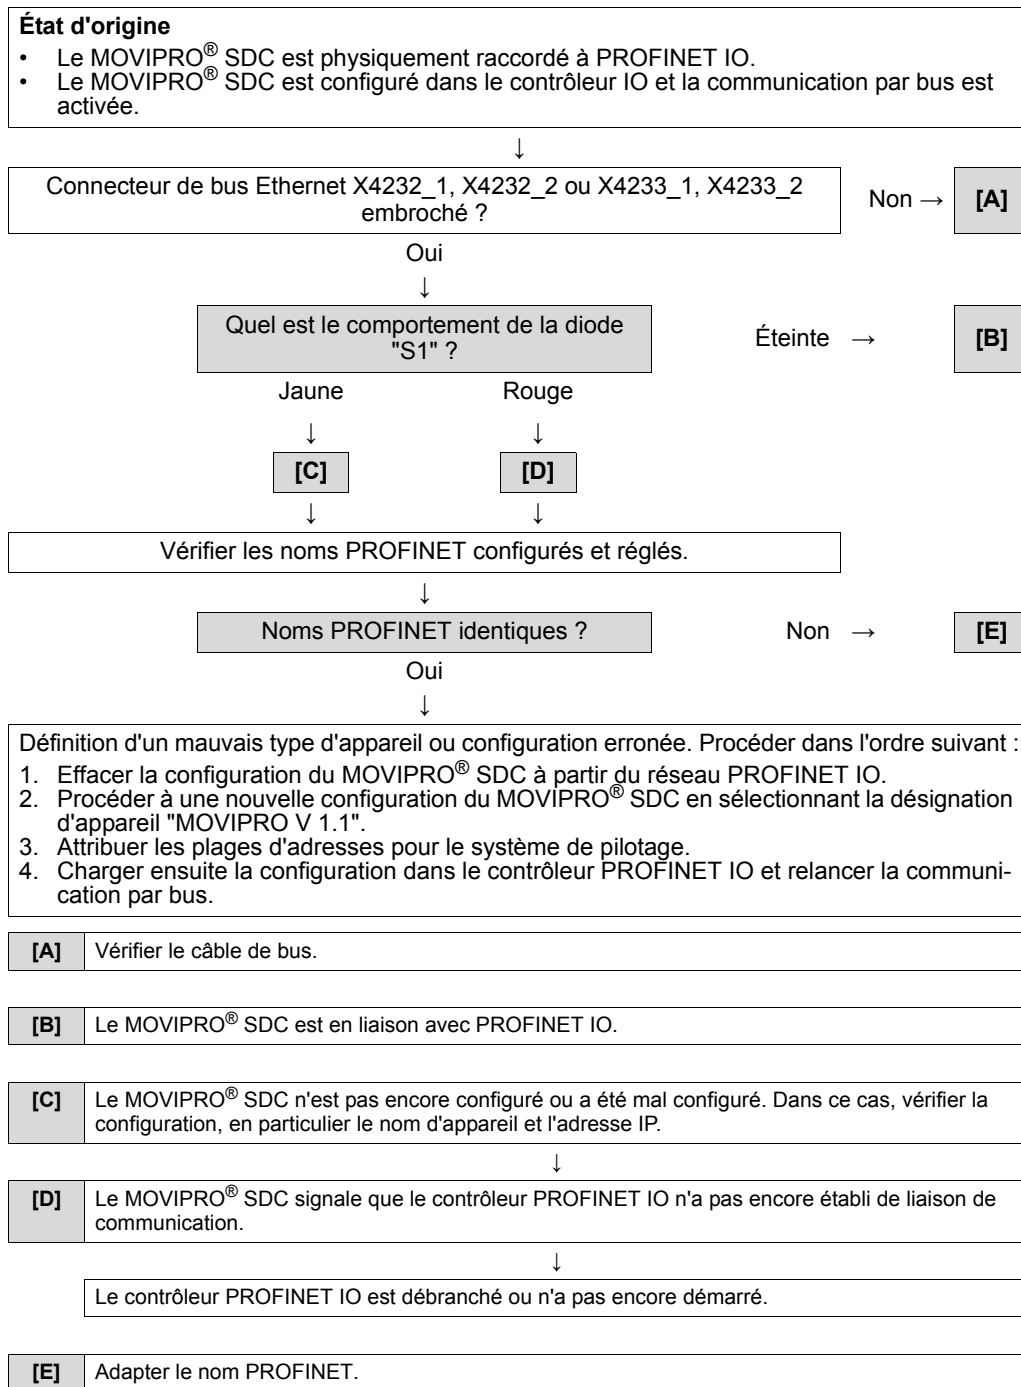 État d'origine
• Le MOVIPRO® SDC est physiquement raccordé à PROFINET IO.
• Le MOVIPRO® SDC est configuré dans le contrôleur IO et la communication par bus est
activée.
↓
Connecteur de bus Ethernet X4232_1, X4232_2 ou X4233_1, X4233_2
embroché ?
Non → [A]
Oui
↓
Quel est le comportement de la diode
"S1" ?
Éteinte → [B]
Jaune Rouge
↓ ↓
[C] [D]
↓ ↓
Vérifier les noms PROFINET configurés et réglés.
↓
Noms PROFINET identiques ? Non → [E]
Oui
↓
Définition d'un mauvais type d'appareil ou configuration erronée. Procéder dans l'ordre suivant :
1. Effacer la configuration du MOVIPRO® SDC à partir du réseau PROFINET IO.
2. Procéder à une nouvelle configuration du MOVIPRO® SDC en sélectionnant la désignation
d'appareil "MOVIPRO V 1.1".
3. Attribuer les plages d'adresses pour le système de pilotage.
4. Charger ensuite la configuration dans le contrôleur PROFINET IO et relancer la communi-
cation par bus.
[A] Vérifier le câble de bus.
[B] Le MOVIPRO® SDC est en liaison avec PROFINET IO.
[C] Le MOVIPRO® SDC n'est pas encore configuré ou a été mal configuré. Dans ce cas, vérifier la
configuration, en particulier le nom d'appareil et l'adresse IP.
↓
[D] Le MOVIPRO® SDC signale que le contrôleur PROFINET IO n'a pas encore établi de liaison de
communication.
↓
Le contrôleur PROFINET IO est débranché ou n'a pas encore démarré.
[E] Adapter le nom PROFINET.